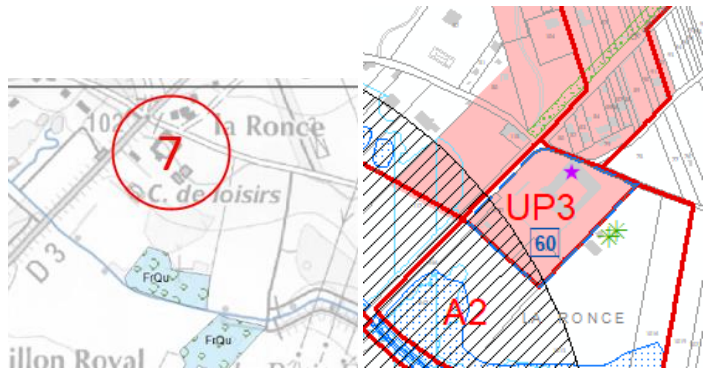 102
la Ronce
7
© C. de loisirs
D 3
FrQu
FrQu
illon Royal
UP3
60
A2
LA RONCE